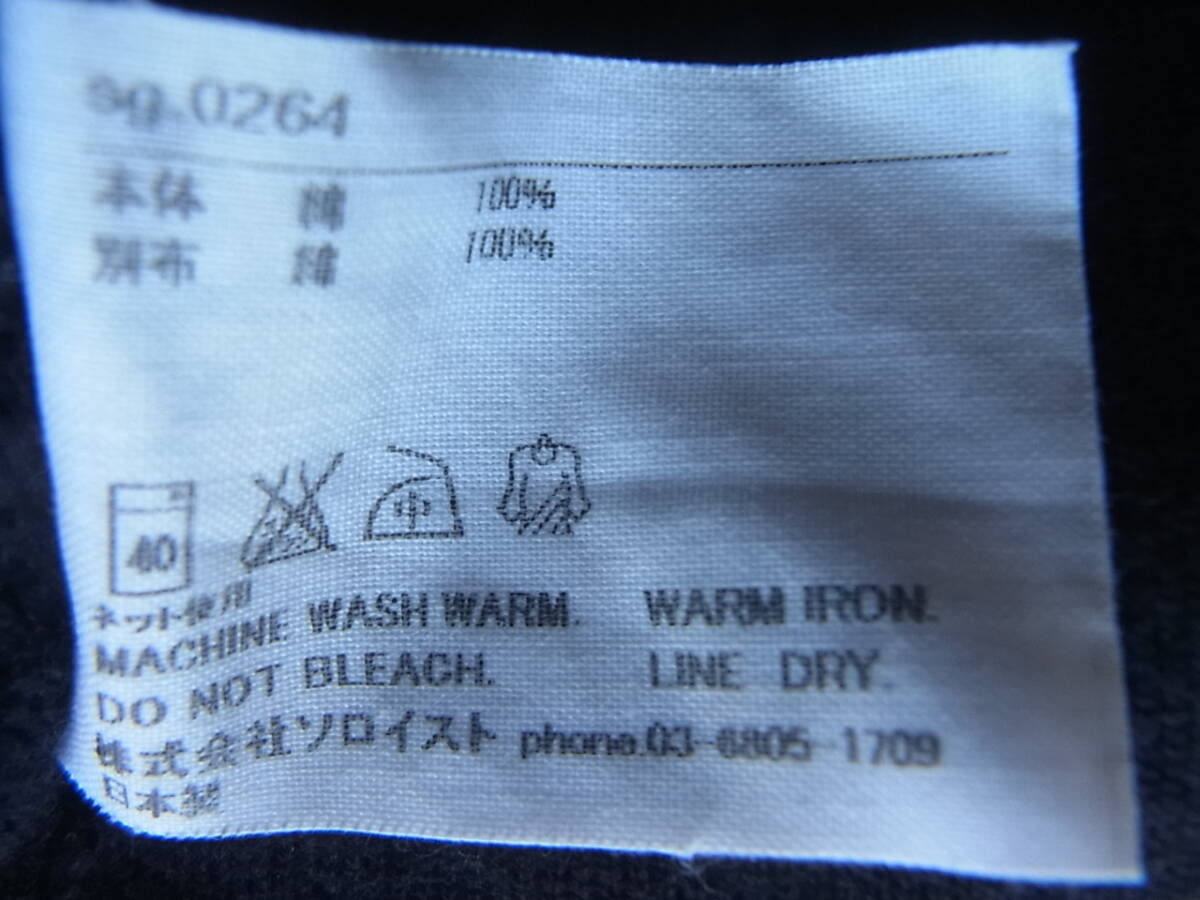 sg.0264
本体 綿 100%
別布 綿 100%
40 中
ネット使用
MACHINE WASH WARM. WARM IRON.
DO NOT BLEACH. LINE DRY.
株式会社ソロイスト phone.03-6805-1709
日本製